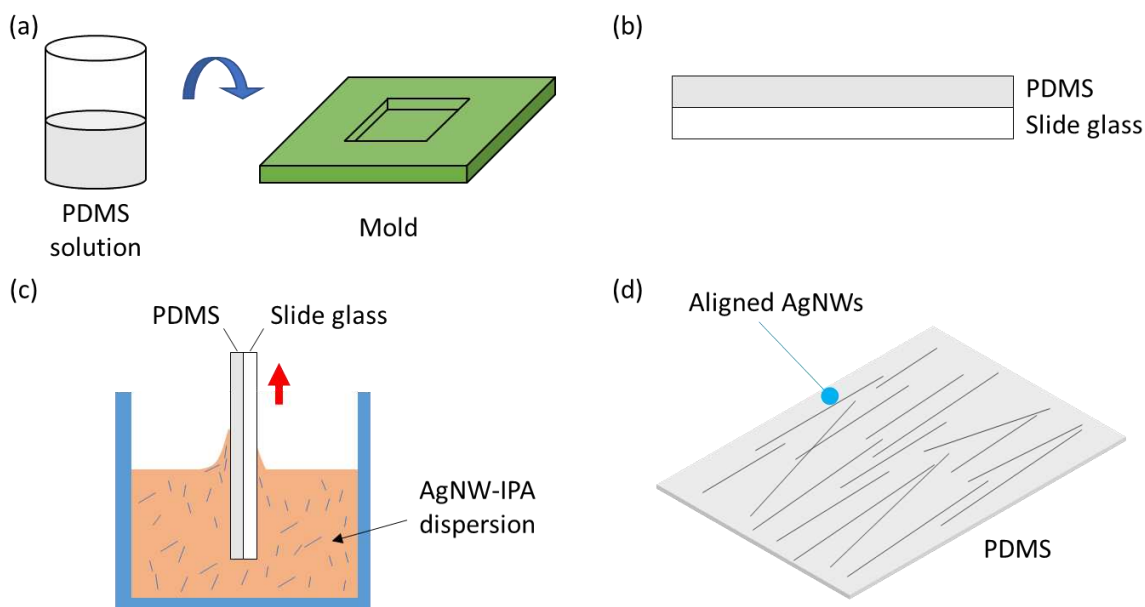 (a)
PDMS
solution
Mold
(b)
PDMS
Slide glass
(c)
PDMS
Slide glass
AgNW-IPA
dispersion
(d)
Aligned AgNWs
PDMS